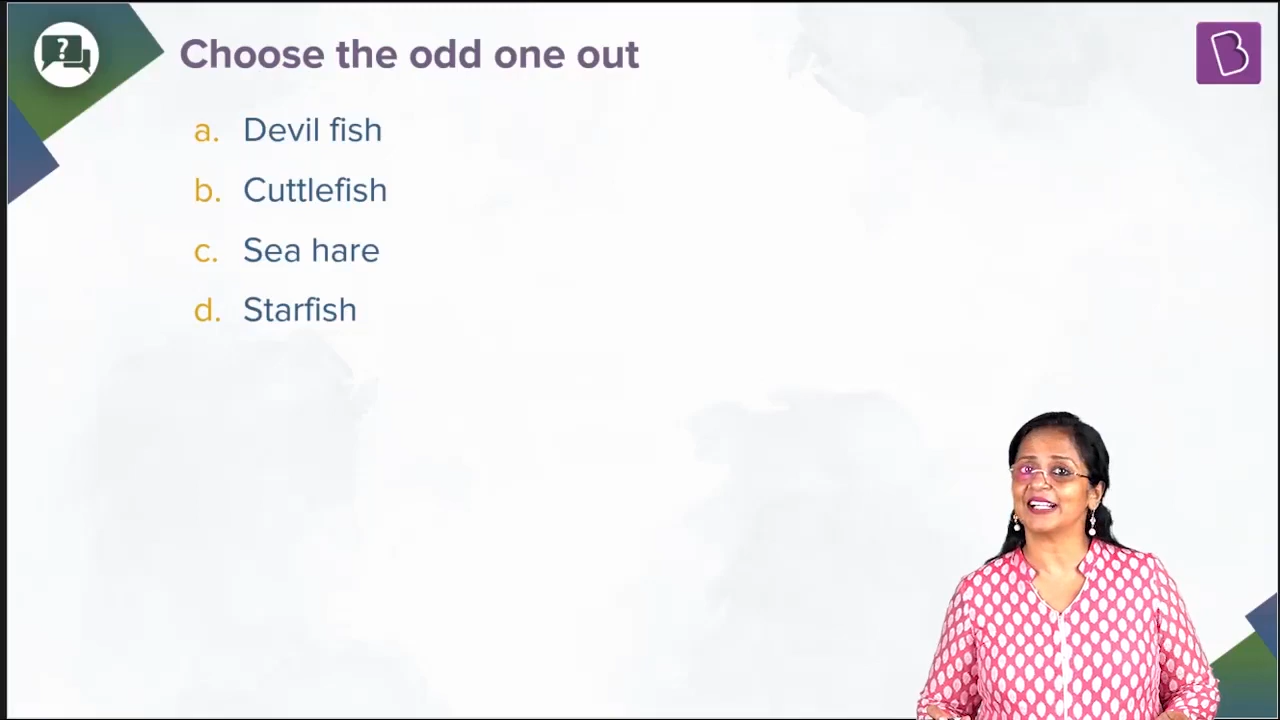 Choose the odd one out
a. Devil fish
b. Cuttlefish
c. Sea hare
d. Starfish